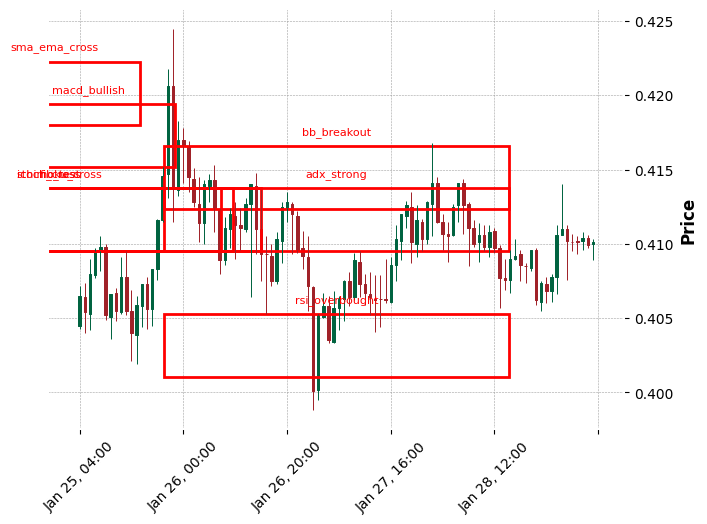 0.425
sma_ema_cross
macd_bullish
0.420
bb_breakout
adx_strong
0.415
Price
0.410
rsi_overbought
0.405
0.400
Jan 25, 04:00
Jan 26, 00:00
Jan 26, 20:00
Jan 27, 16:00
Jan 28, 12:00